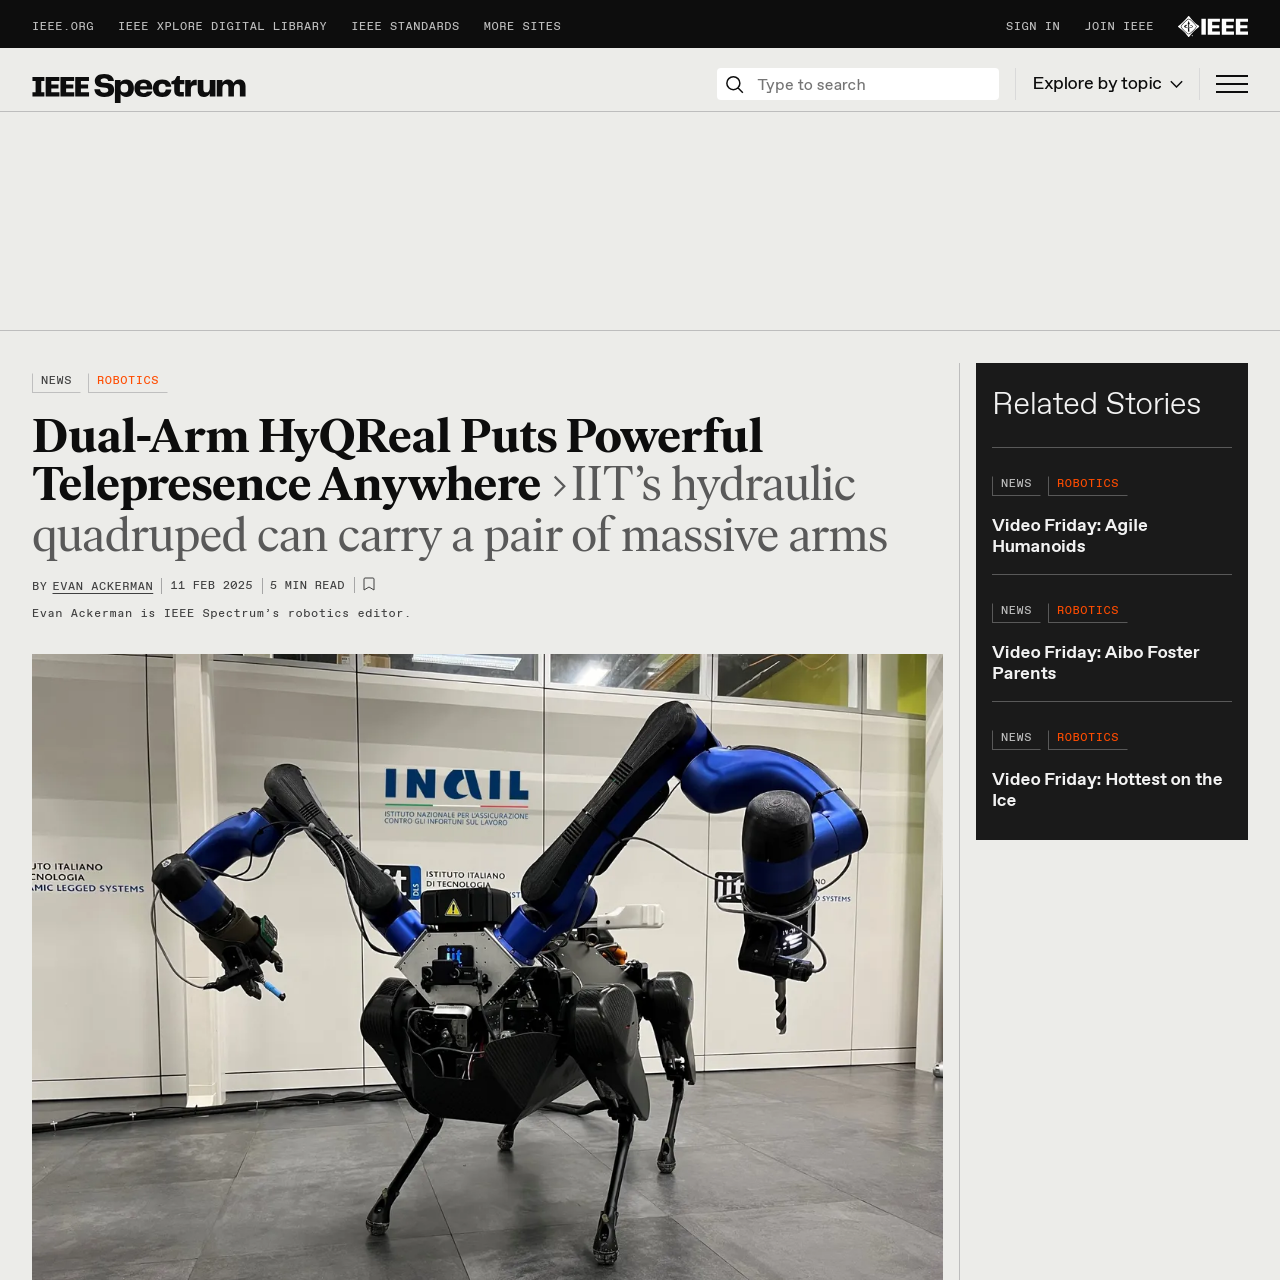 IEEE.ORG IEEE XPLORE DIGITAL LIBRARY IEEE STANDARDS MORE SITES SIGN IN JOIN IEEE IEEE
IEEE Spectrum Type to search Explore by topic
NEWS ROBOTICS
Dual-Arm HyQReal Puts Powerful
Telepresence Anywhere › IIT’s hydraulic
quadruped can carry a pair of massive arms
BY EVAN ACKERMAN 11 FEB 2025 5 MIN READ
Evan Ackerman is IEEE Spectrum’s robotics editor.
INAIL
ISTITUTO NAZIONALE PER L'ASSICURAZIONE
CONTRO GLI INFORTUNI SUL LAVORO
UTO ITALIANO
CNOLOGIA
AMIC LEGGED SYSTEMS
iit
DLS
ISTITUTO ITALIANO
DI TECNOLOGIA
iit
iit
SYSTEMS
Related Stories
NEWS ROBOTICS
Video Friday: Agile
Humanoids
NEWS ROBOTICS
Video Friday: Aibo Foster
Parents
NEWS ROBOTICS
Video Friday: Hottest on the
Ice